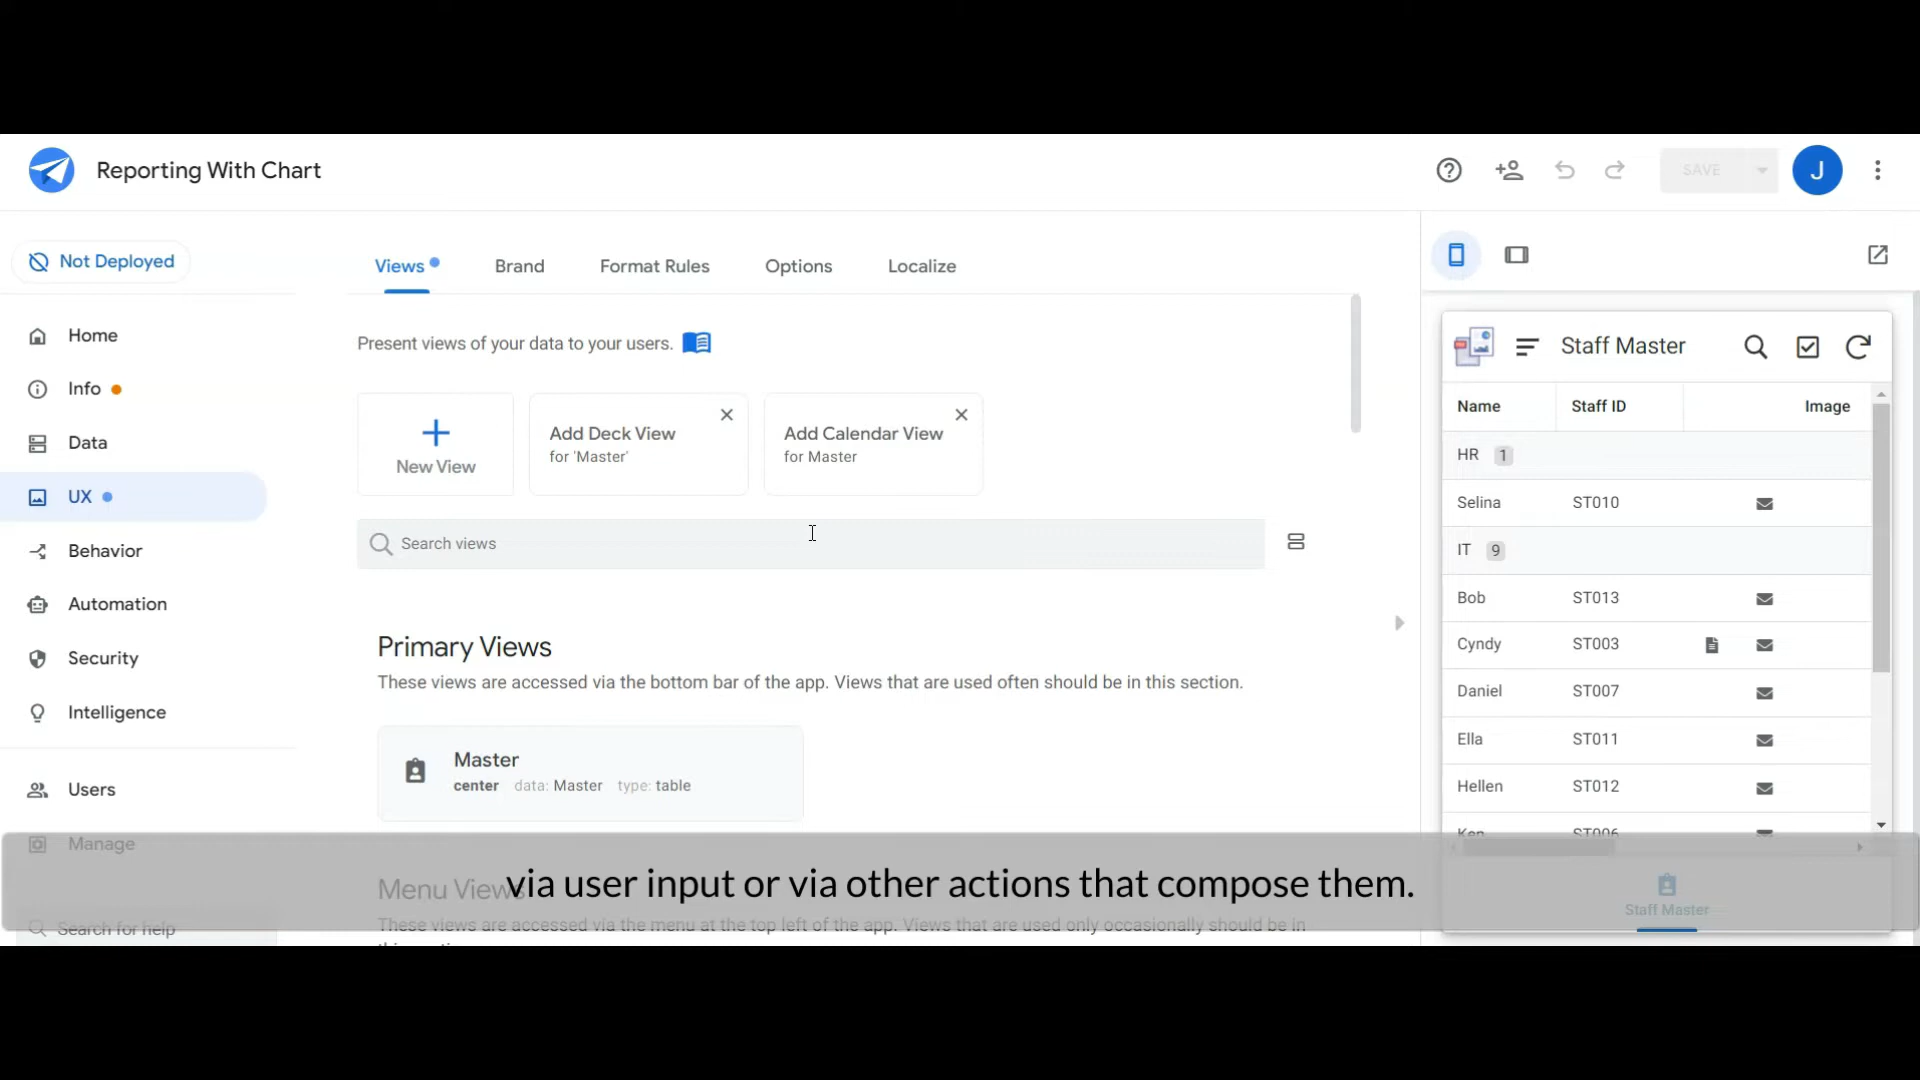 Reporting With Chart
SAVE
J
Not Deployed
Home
Info
Data
UX
Behavior
Automation
Security
Intelligence
Users
Manage
Search for help
Views
Brand
Format Rules
Options
Localize
Present views of your data to your users.
New View
Add Deck View
for 'Master'
Add Calendar View
for Master
Search views
Primary Views
These views are accessed via the bottom bar of the app. Views that are used often should be in this section.
Master
center data: Master type: table
Menu Views
These views are accessed via the menu at the top left of the app. Views that are used only occasionally should be in
via user input or via other actions that compose them.
Staff Master
Name Staff ID Image
HR 1
Selina ST010
IT 9
Bob ST013
Cyndy ST003
Daniel ST007
Ella ST011
Hellen ST012
Ken ST006
Staff Master